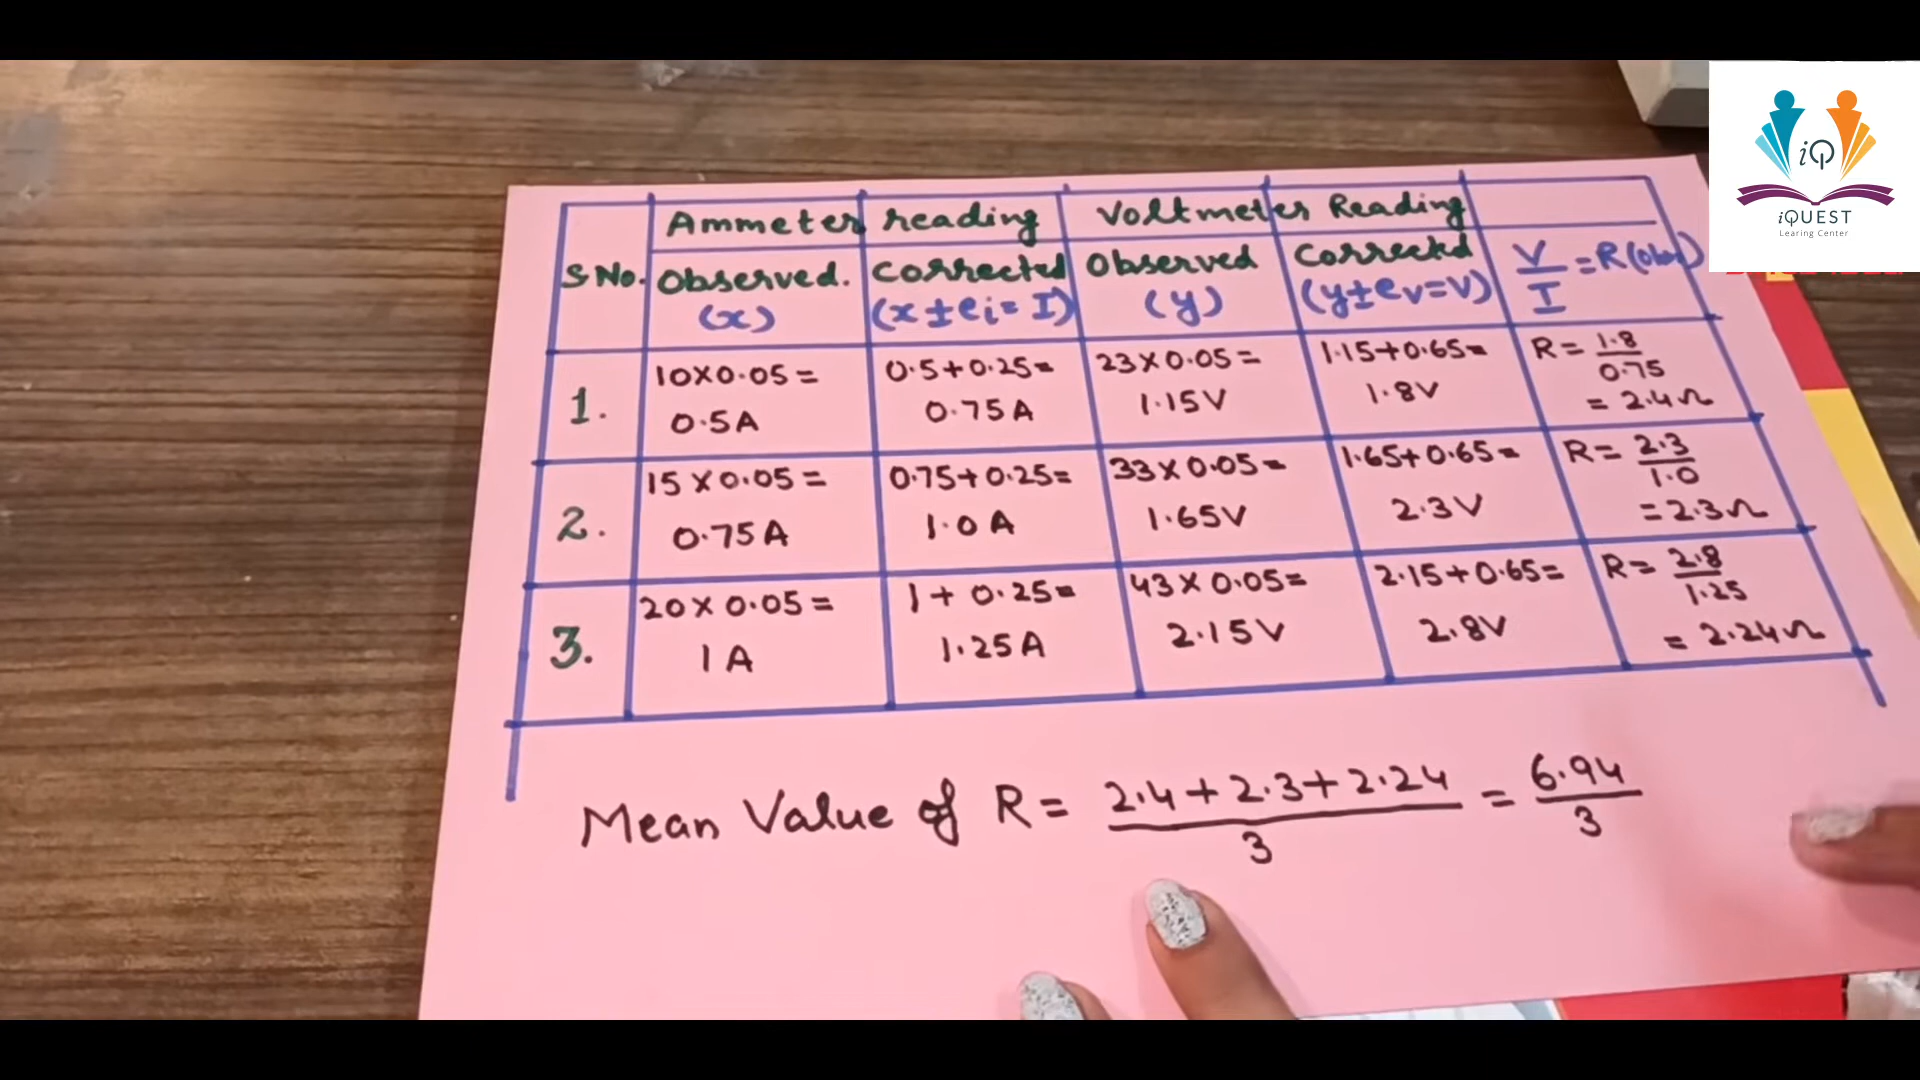 iQ
iQUEST
Learing Center
Ammeter reading Voltmeter Reading
S No. Observed. Corrected Observed Corrected V/I = R
(x) (x ± ei = I) (y) (y ± ev = V)
1. 10×0.05= 0.5+0.25= 23×0.05= 1.15+0.65= R = 1.8/0.75
0.5A 0.75A 1.15V 1.8V = 2.4Ω
2. 15×0.05= 0.75+0.25= 33×0.05= 1.65+0.65= R = 2.3/1.0
0.75A 1.0A 1.65V 2.3V = 2.3Ω
3. 20×0.05= 1+0.25= 43×0.05= 2.15+0.65= R = 2.8/1.25
1A 1.25A 2.15V 2.8V = 2.24Ω
Mean Value of R = 2.4+2.3+2.24/3 = 6.94/3